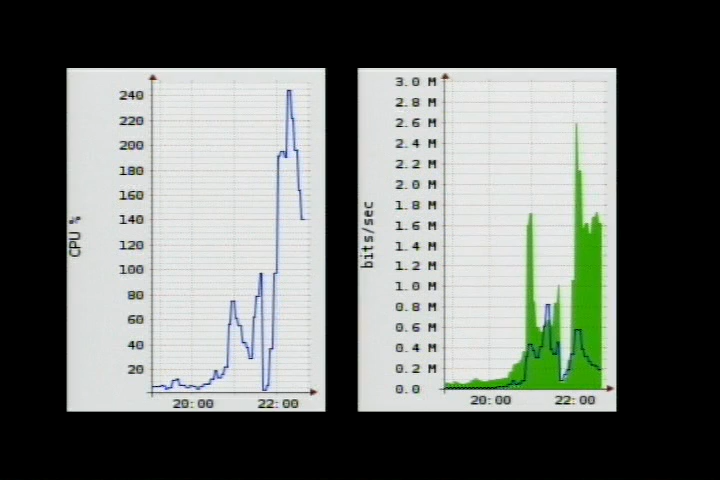 CPU %
240
220
200
180
160
140
120
100
80
60
40
20
20:00 22:00
bits/sec
3.0 M
2.8 M
2.6 M
2.4 M
2.2 M
2.0 M
1.8 M
1.6 M
1.4 M
1.2 M
1.0 M
0.8 M
0.6 M
0.4 M
0.2 M
0.0
20:00 22:00